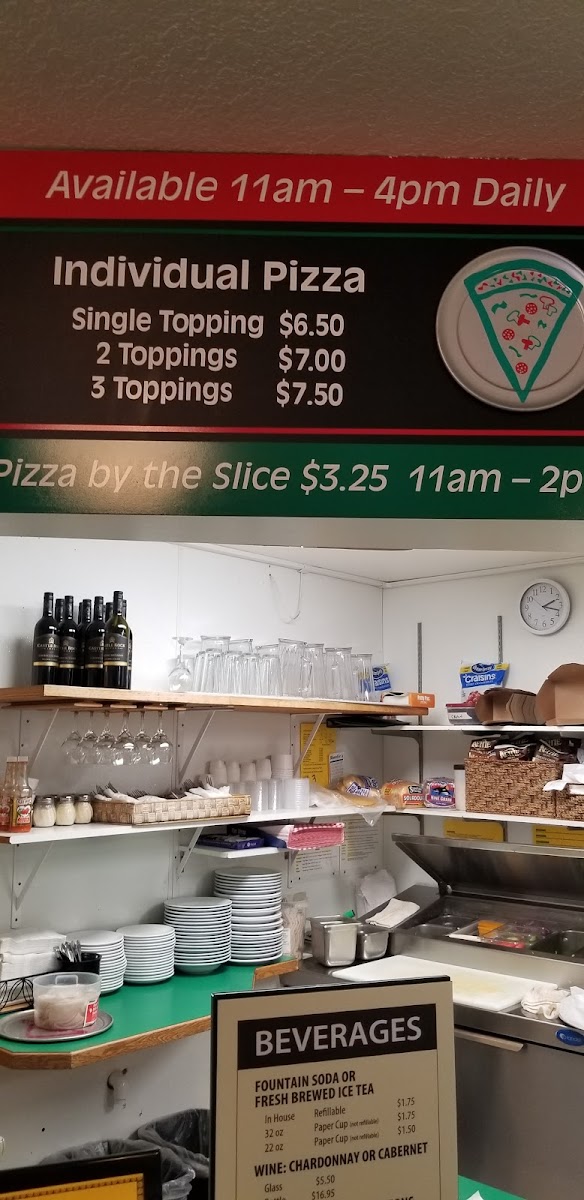 Available 11am – 4pm Daily
Individual Pizza
Single Topping $6.50
2 Toppings $7.00
3 Toppings $7.50
Pizza by the Slice $3.25 11am – 2p
Craisins
BEVERAGES
FOUNTAIN SODA OR
FRESH BREWED ICE TEA
In House Refillable $1.75
32 oz Paper Cup (not refillable) $1.75
22 oz Paper Cup (not refillable) $1.50
WINE: CHARDONNAY OR CABERNET
Glass $5.50
$16.95